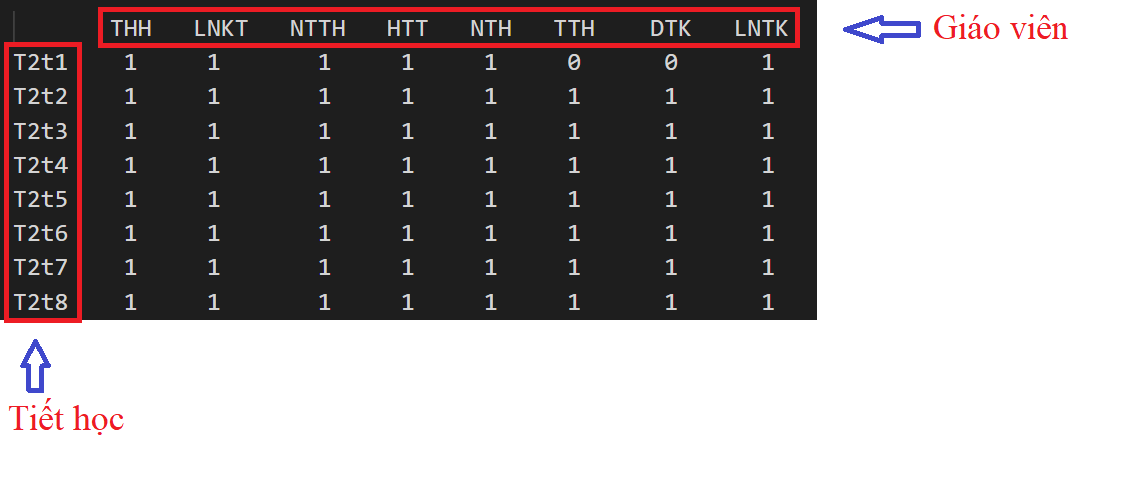 THH LNKT NTTH HTT NTH TTH DTK LNTK
Giáo viên
T2t1 1 1 1 1 1 0 0 1
T2t2 1 1 1 1 1 1 1 1
T2t3 1 1 1 1 1 1 1 1
T2t4 1 1 1 1 1 1 1 1
T2t5 1 1 1 1 1 1 1 1
T2t6 1 1 1 1 1 1 1 1
T2t7 1 1 1 1 1 1 1 1
T2t8 1 1 1 1 1 1 1 1
Tiết học